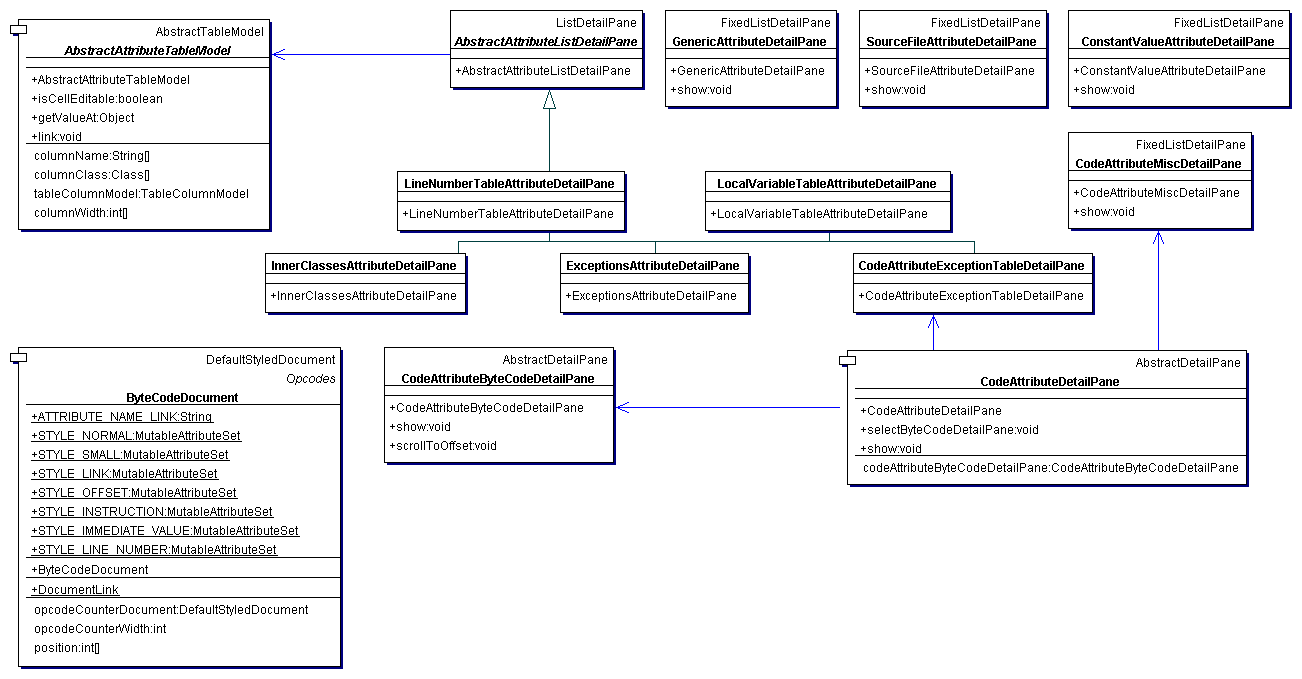 AbstractTableModel
AbstractAttributeTableModel
+AbstractAttributeTableModel
+isCellEditable:boolean
+getValueAt:Object
+link:void
columnName:String[]
columnClass:Class[]
tableColumnModel:TableColumnModel
columnWidth:int[]
ListDetailPane
AbstractAttributeListDetailPane
+AbstractAttributeListDetailPane
FixedListDetailPane
GenericAttributeDetailPane
+GenericAttributeDetailPane
+show:void
FixedListDetailPane
SourceFileAttributeDetailPane
+SourceFileAttributeDetailPane
+show:void
FixedListDetailPane
ConstantValueAttributeDetailPane
+ConstantValueAttributeDetailPane
+show:void
FixedListDetailPane
CodeAttributeMiscDetailPane
+CodeAttributeMiscDetailPane
+show:void
LineNumberTableAttributeDetailPane
+LineNumberTableAttributeDetailPane
LocalVariableTableAttributeDetailPane
+LocalVariableTableAttributeDetailPane
InnerClassesAttributeDetailPane
+InnerClassesAttributeDetailPane
ExceptionsAttributeDetailPane
+ExceptionsAttributeDetailPane
CodeAttributeExceptionTableDetailPane
+CodeAttributeExceptionTableDetailPane
DefaultStyledDocument
Opcodes
ByteCodeDocument
+ATTRIBUTE_NAME_LINK:String
+STYLE_NORMAL:MutableAttributeSet
+STYLE_SMALL:MutableAttributeSet
+STYLE_LINK:MutableAttributeSet
+STYLE_OFFSET:MutableAttributeSet
+STYLE_INSTRUCTION:MutableAttributeSet
+STYLE_IMMEDIATE_VALUE:MutableAttributeSet
+STYLE_LINE_NUMBER:MutableAttributeSet
+ByteCodeDocument
+DocumentLink
opcodeCounterDocument:DefaultStyledDocument
opcodeCounterWidth:int
position:int[]
AbstractDetailPane
CodeAttributeByteCodeDetailPane
+CodeAttributeByteCodeDetailPane
+show:void
+scrollToOffset:void
AbstractDetailPane
CodeAttributeDetailPane
+CodeAttributeDetailPane
+selectByteCodeDetailPane:void
+show:void
codeAttributeByteCodeDetailPane:CodeAttributeByteCodeDetailPane